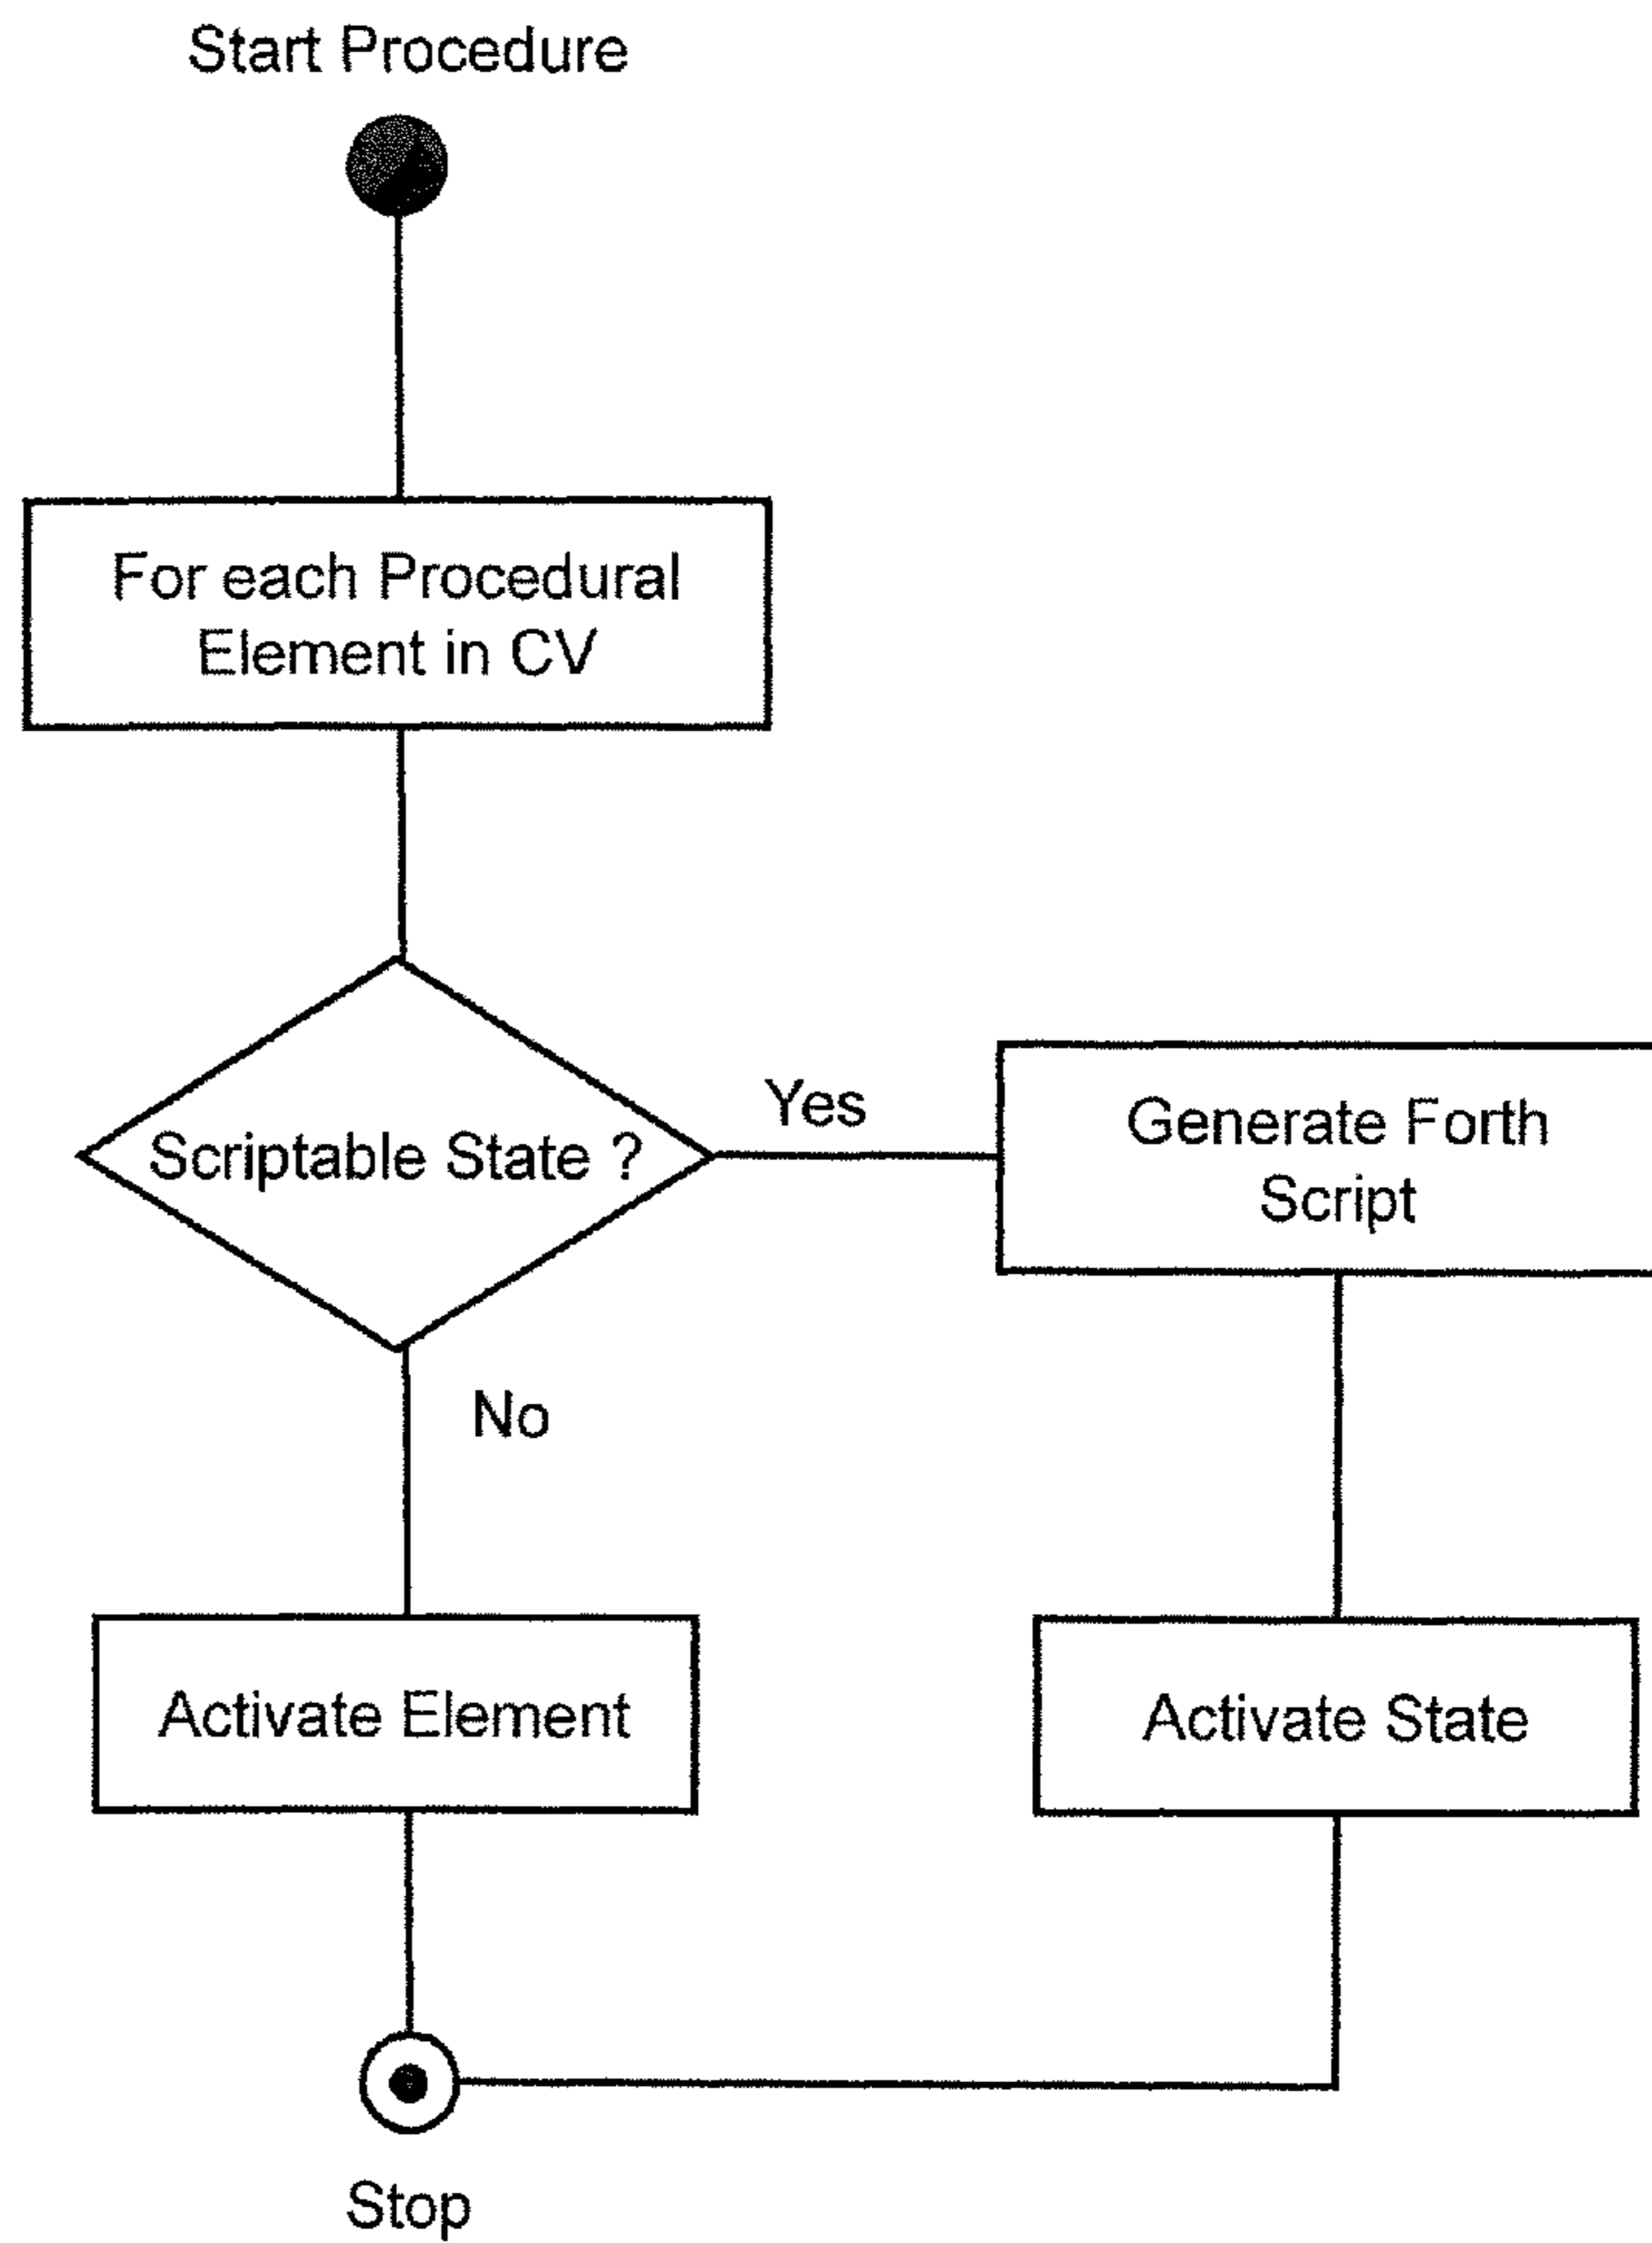 Start Procedure
For each Procedural
Element in CV
Scriptable State ?
Yes
Generate Forth
Script
No
Activate Element
Activate State
Stop